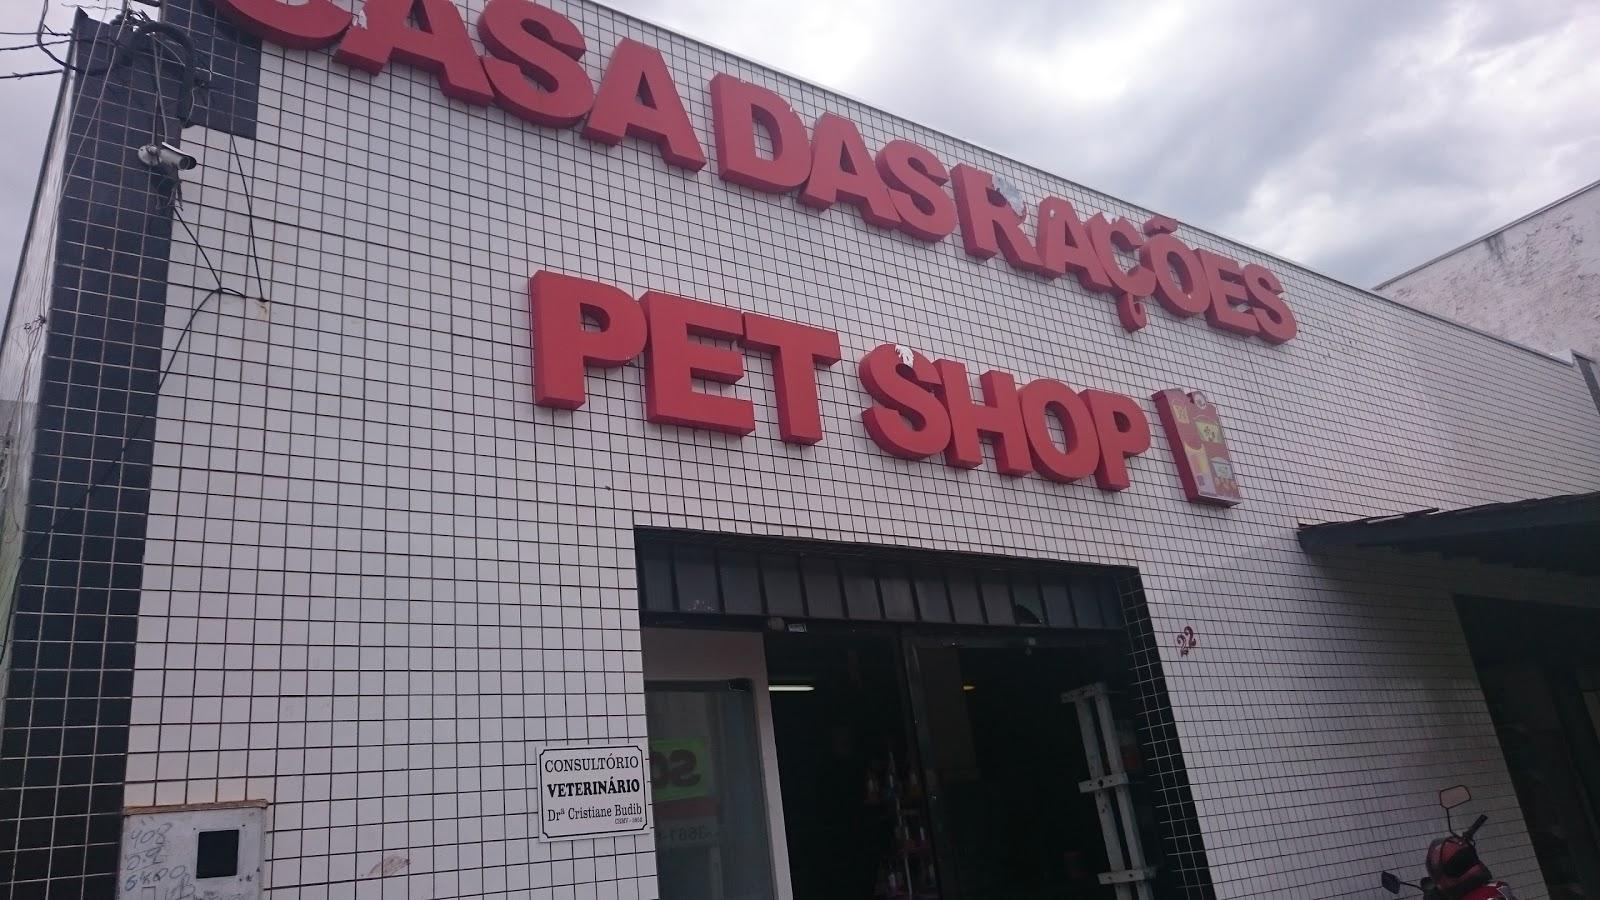 CASA DAS RAÇÕES
PET SHOP
22
CONSULTÓRIO
VETERINÁRIO
Drª Cristiane Budib